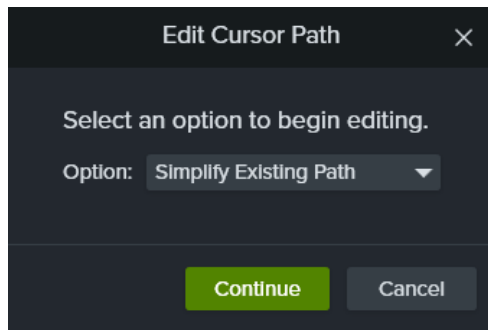 Edit Cursor Path
Select an option to begin editing.
Option: Simplify Existing Path
Continue Cancel